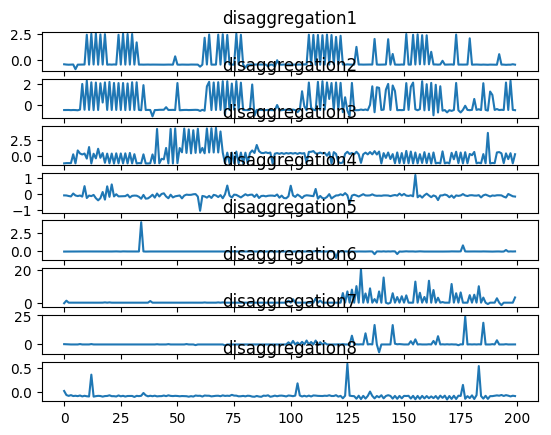 disaggregation1
2.5
0.0
disaggregation2
2
0
disaggregation3
2.5
0.0
disaggregation4
1
0
−1
disaggregation5
2.5
0.0
disaggregation6
20
0
disaggregation7
25
0
disaggregation8
0.5
0.0
0 25 50 75 100 125 150 175 200